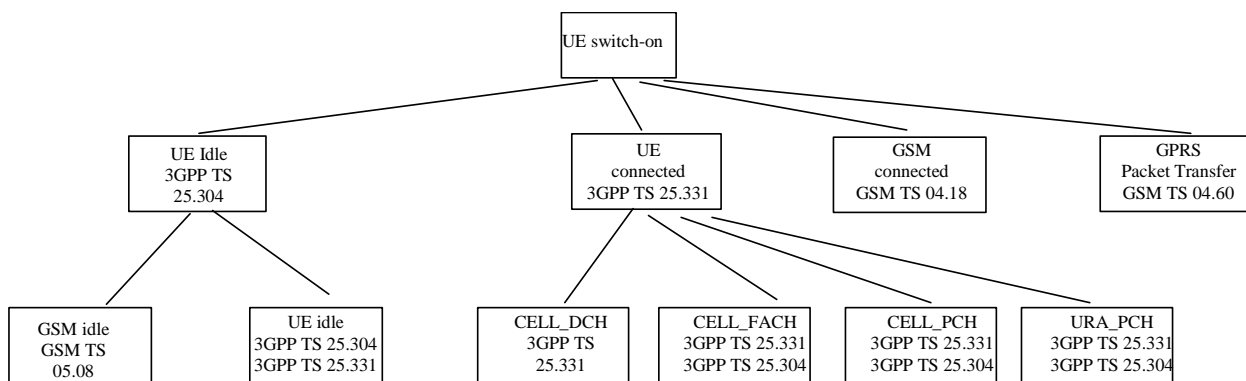 UE switch-on
UE Idle
3GPP TS
25.304
UE
connected
3GPP TS 25.331
GSM
connected
GSM TS 04.18
GPRS
Packet Transfer
GSM TS 04.60
GSM idle
GSM TS
05.08
UE idle
3GPP TS 25.304
3GPP TS 25.331
CELL_DCH
3GPP TS
25.331
CELL_FACH
3GPP TS 25.331
3GPP TS 25.304
CELL_PCH
3GPP TS 25.331
3GPP TS 25.304
URA_PCH
3GPP TS 25.331
3GPP TS 25.304